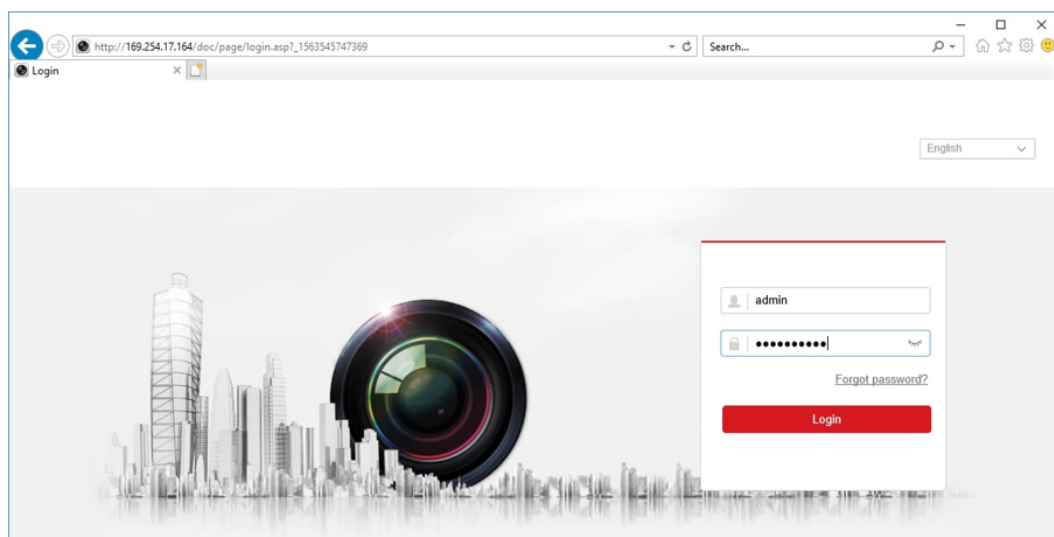 http://169.254.17.164/doc/page/login.asp?_1563545747369
Search...
Login
English
admin
Forgot password?
Login